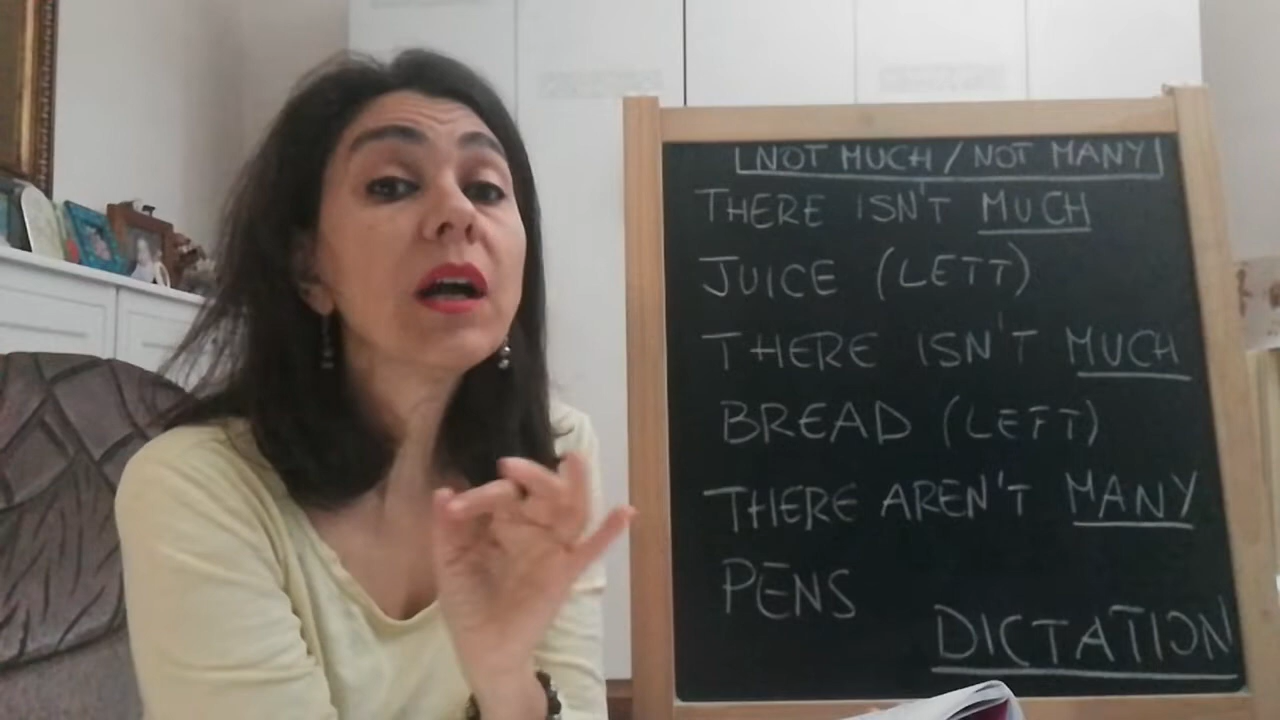 NOT MUCH / NOT MANY
THERE ISN'T MUCH
JUICE (LETT)
THERE ISN'T MUCH
BREAD (LEFT)
THERE AREN'T MANY
PENS
DICTATION